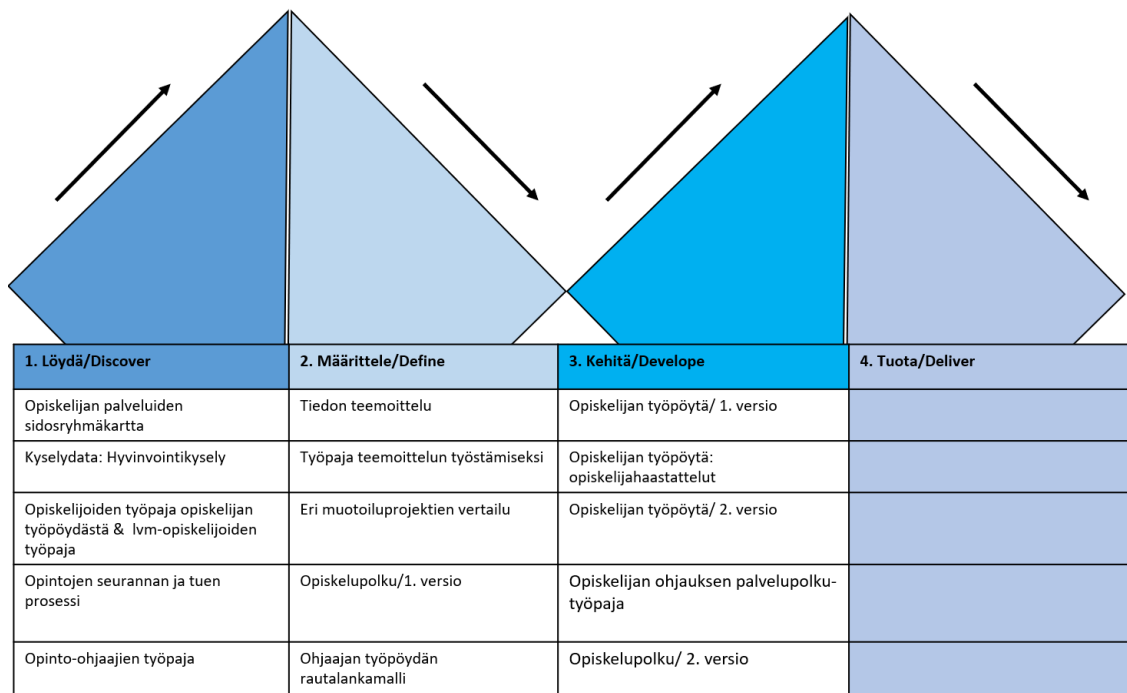 1. Löydä/Discover
2. Määrittele/Define
3. Kehitä/Develope
4. Tuota/Deliver
Opiskelijan palveluiden
sidosryhmäkartta
Tiedon teemoittelu
Opiskelijan työpöytä/ 1. versio
Kyselydata: Hyvinvointikysely
Työpaja teemoittelun työstämiseksi
Opiskelijan työpöytä:
opiskelijahaastattelut
Opiskelijoiden työpaja opiskelijan
työpöydästä & lvm-opiskelijoiden
työpaja
Eri muotoiluprojektien vertailu
Opiskelijan työpöytä/ 2. versio
Opintojen seurannan ja tuen
prosessi
Opiskelupolku/1. versio
Opiskelijan ohjauksen palvelupolku-
työpaja
Opinto-ohjaajien työpaja
Ohjaajan työpöydän
rautalankamalli
Opiskelupolku/ 2. versio